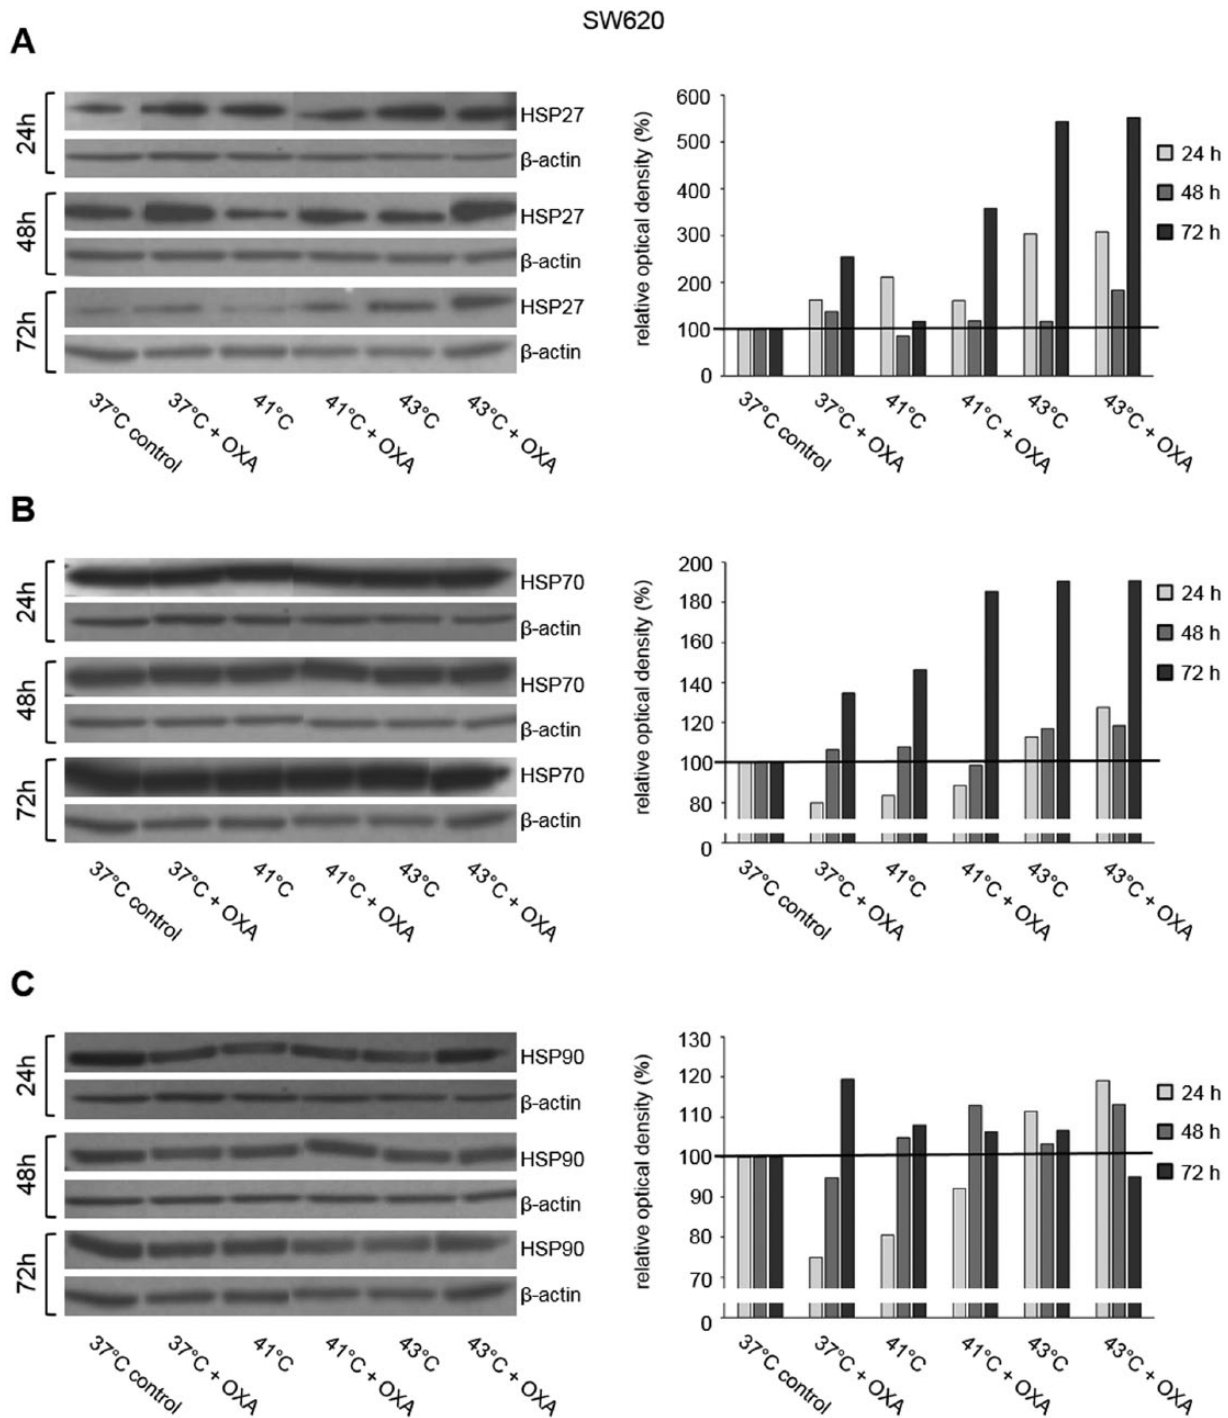 SW620
A
24h
HSP27
β-actin
48h
HSP27
β-actin
72h
HSP27
β-actin
37°C control
37°C + OXA
41°C
41°C + OXA
43°C
43°C + OXA
relative optical density (%)
600
500
400
300
200
100
0
24 h
48 h
72 h
37°C control
37°C + OXA
41°C
41°C + OXA
43°C
43°C + OXA
B
24h
HSP70
β-actin
48h
HSP70
β-actin
72h
HSP70
β-actin
37°C control
37°C + OXA
41°C
41°C + OXA
43°C
43°C + OXA
relative optical density (%)
200
180
160
140
120
100
80
0
24 h
48 h
72 h
37°C control
37°C + OXA
41°C
41°C + OXA
43°C
43°C + OXA
C
24h
HSP90
β-actin
48h
HSP90
β-actin
72h
HSP90
β-actin
37°C control
37°C + OXA
41°C
41°C + OXA
43°C
43°C + OXA
relative optical density (%)
130
120
110
100
90
80
70
0
24 h
48 h
72 h
37°C control
37°C + OXA
41°C
41°C + OXA
43°C
43°C + OXA